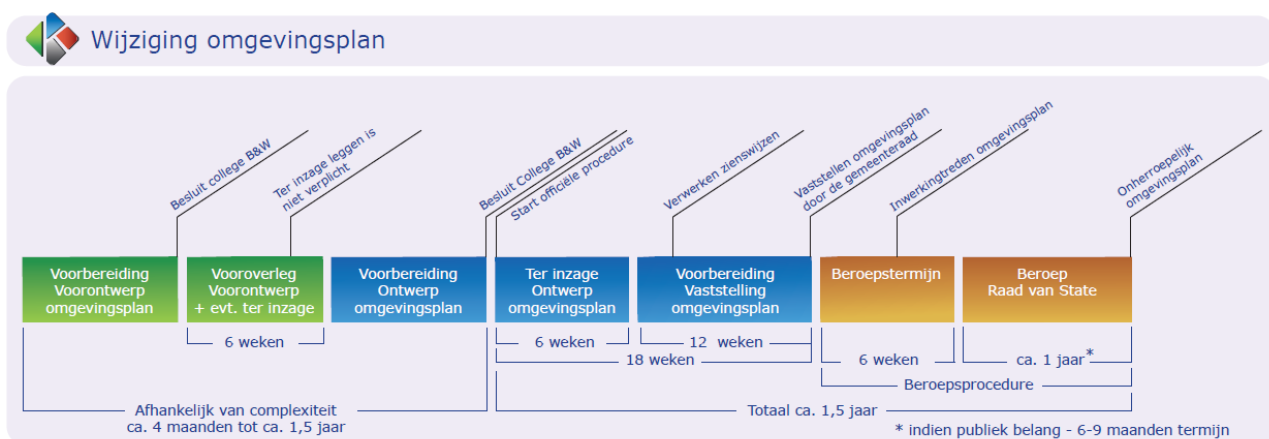 Wijziging omgevingsplan
Besluit college B&W
Ter inzage leggen is
niet verplicht
Besluit College B&W
Start officiële procedure
Verwerken zienswijzen
Vaststellen omgevingsplan
door de gemeenteraad
Inwerkingtreden omgevingsplan
Onherroepelijk
omgevingsplan
Voorbereiding
Voorontwerp
omgevingsplan
Vooroverleg
Voorontwerp
+ evt. ter inzage
Voorbereiding
Ontwerp
omgevingsplan
Ter inzage
Ontwerp
omgevingsplan
Voorbereiding
Vaststelling
omgevingsplan
Beroepstermijn
Beroep
Raad van State
6 weken
6 weken
12 weken
18 weken
6 weken
ca. 1 jaar*
Beroepsprocedure
Afhankelijk van complexiteit
ca. 4 maanden tot ca. 1,5 jaar
Totaal ca. 1,5 jaar
* indien publiek belang - 6-9 maanden termijn